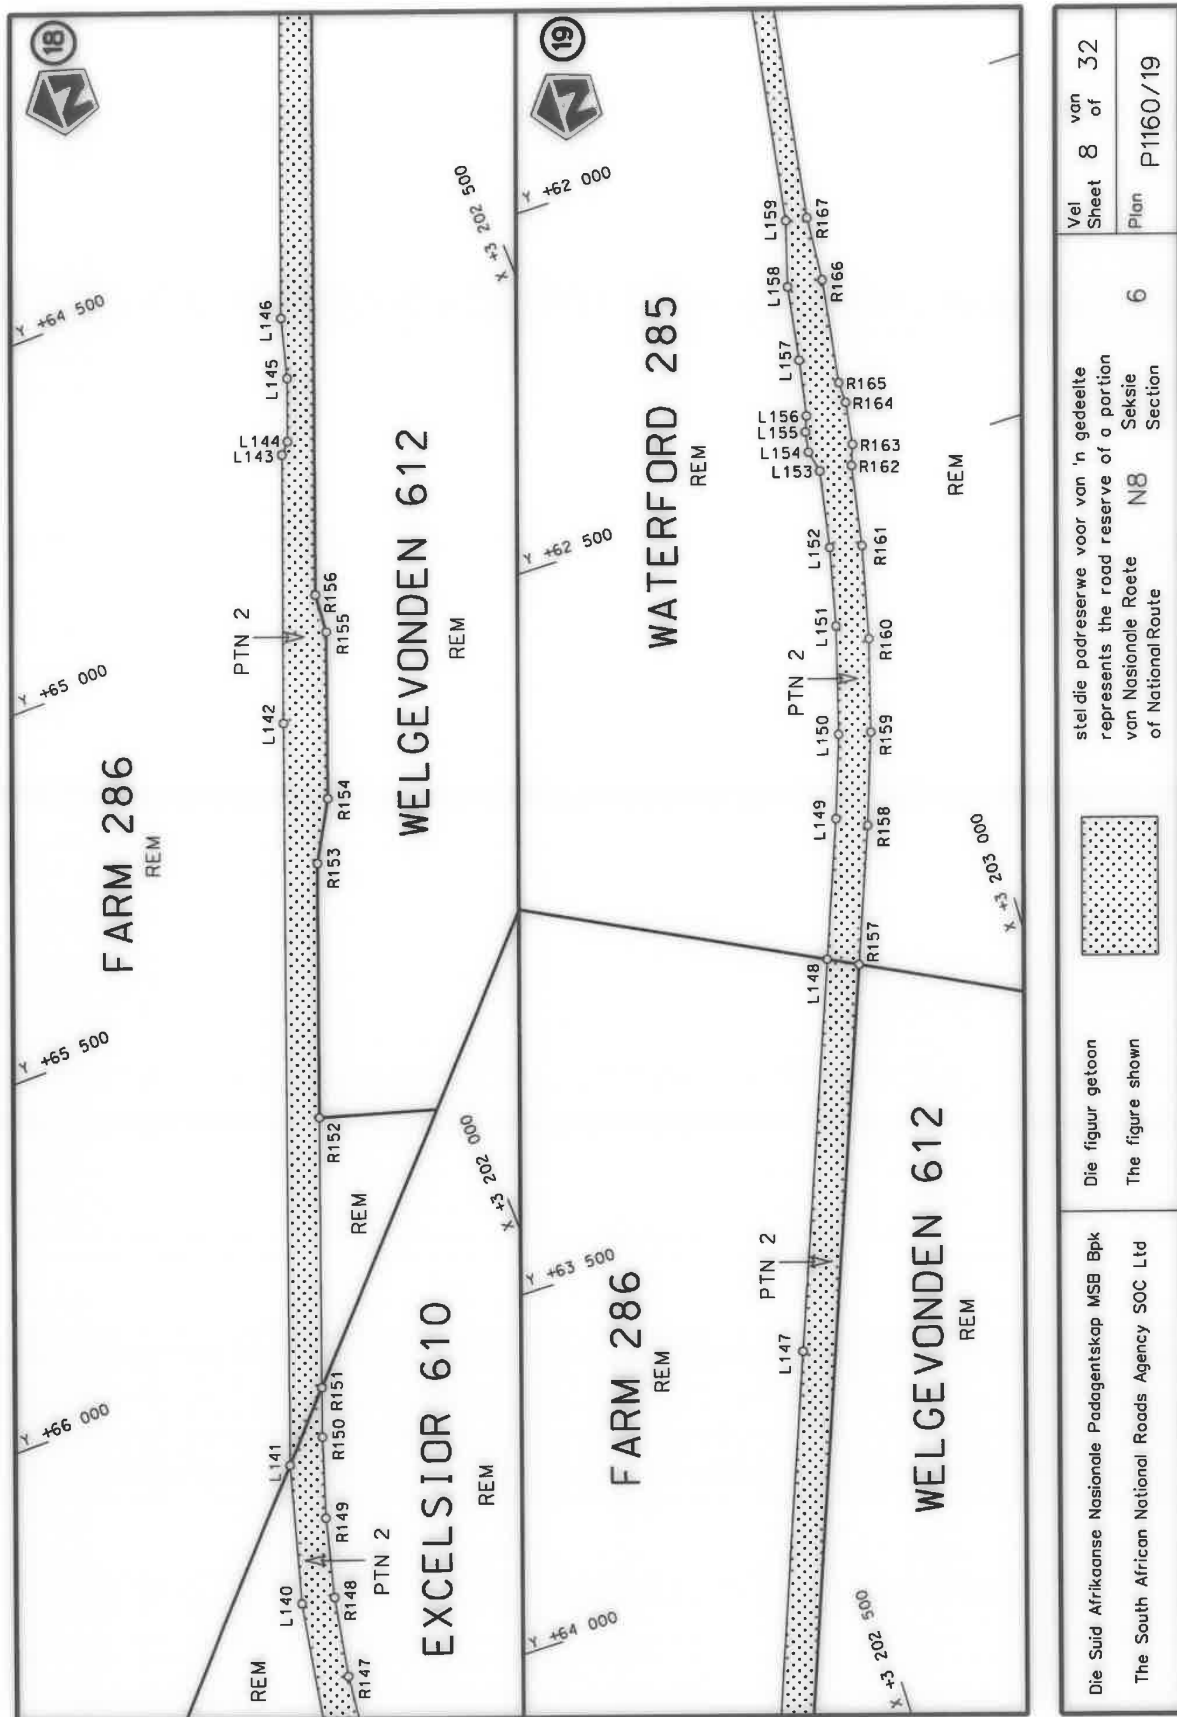 18
Y +66 000
Y +65 500
Y +65 000
Y +64 500
FARM 286
REM
REM
L140
L141
L142
PTN 2
L143
L144
L145
L146
R147
R148
R149
R150
R151
R152
R153
R154
R155
R156
PTN 2
EXCELSIOR 610
REM
REM
WELGEVONDEN 612
REM
X +3 202 000
X +3 202 500
19
Y +64 000
Y +63 500
Y +62 500
Y +62 000
FARM 286
REM
WATERFORD 285
REM
L147
PTN 2
L148
L149
L150
PTN 2
L151
L152
L153
L154
L155
L156
L157
L158
L159
R157
R158
R159
R160
R161
R162
R163
R164
R165
R166
R167
WELGEVONDEN 612
REM
REM
X +3 202 500
X +3 203 000
Die Suid Afrikaanse Nasionale Padagentskap MSB Bpk
The South African National Roads Agency SOC Ltd
Die figuur getoon
The figure shown
stel die padreserwe voor van 'n gedeelte
represents the road reserve of a portion
van Nasionale Roete N8 Seksie 6
of National Route Section
Vel 8 van 32
Sheet of
Plan P1160/19